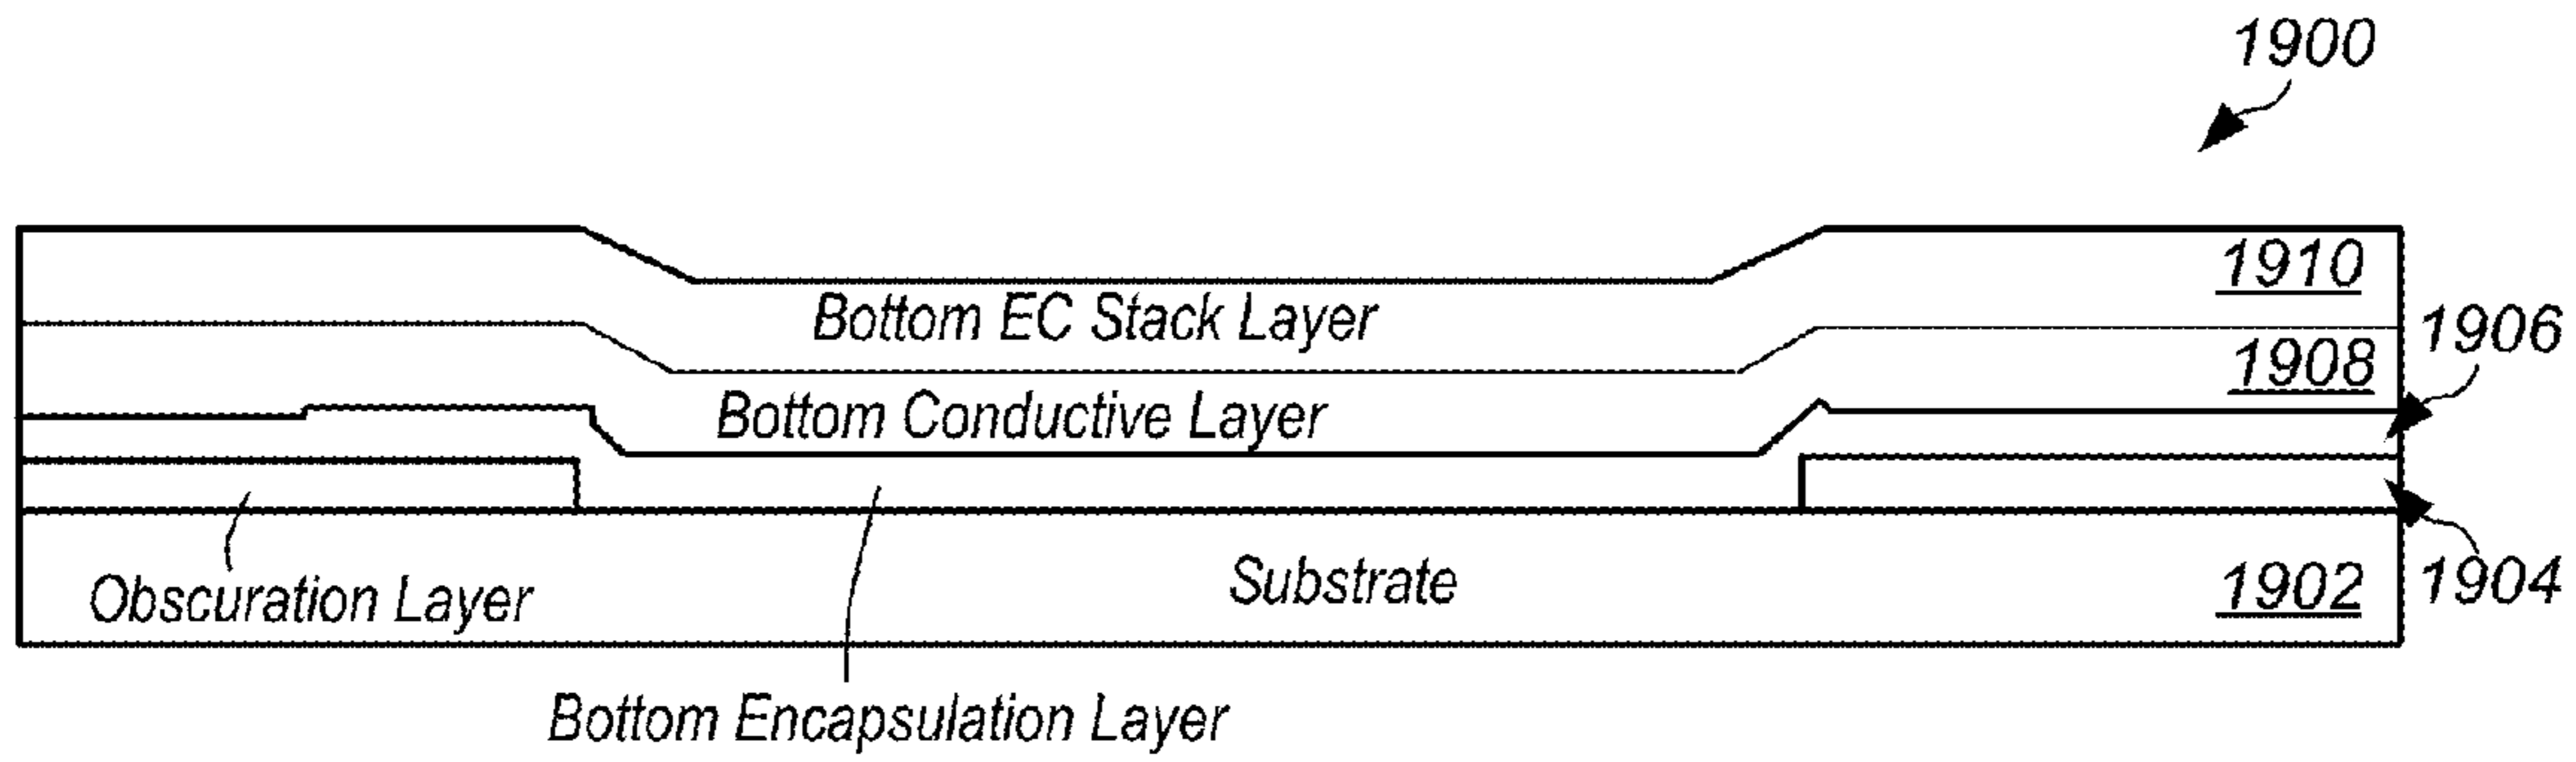 1900
1910
Bottom EC Stack Layer
1906
1908
Bottom Conductive Layer
Substrate
1902
1904
Obscuration Layer
Bottom Encapsulation Layer